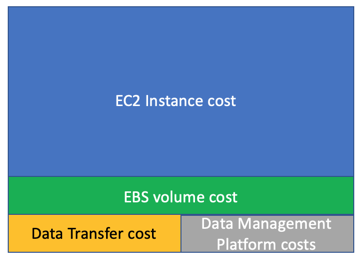 EC2 Instance cost
EBS volume cost
Data Transfer cost
Data Management
Platform costs